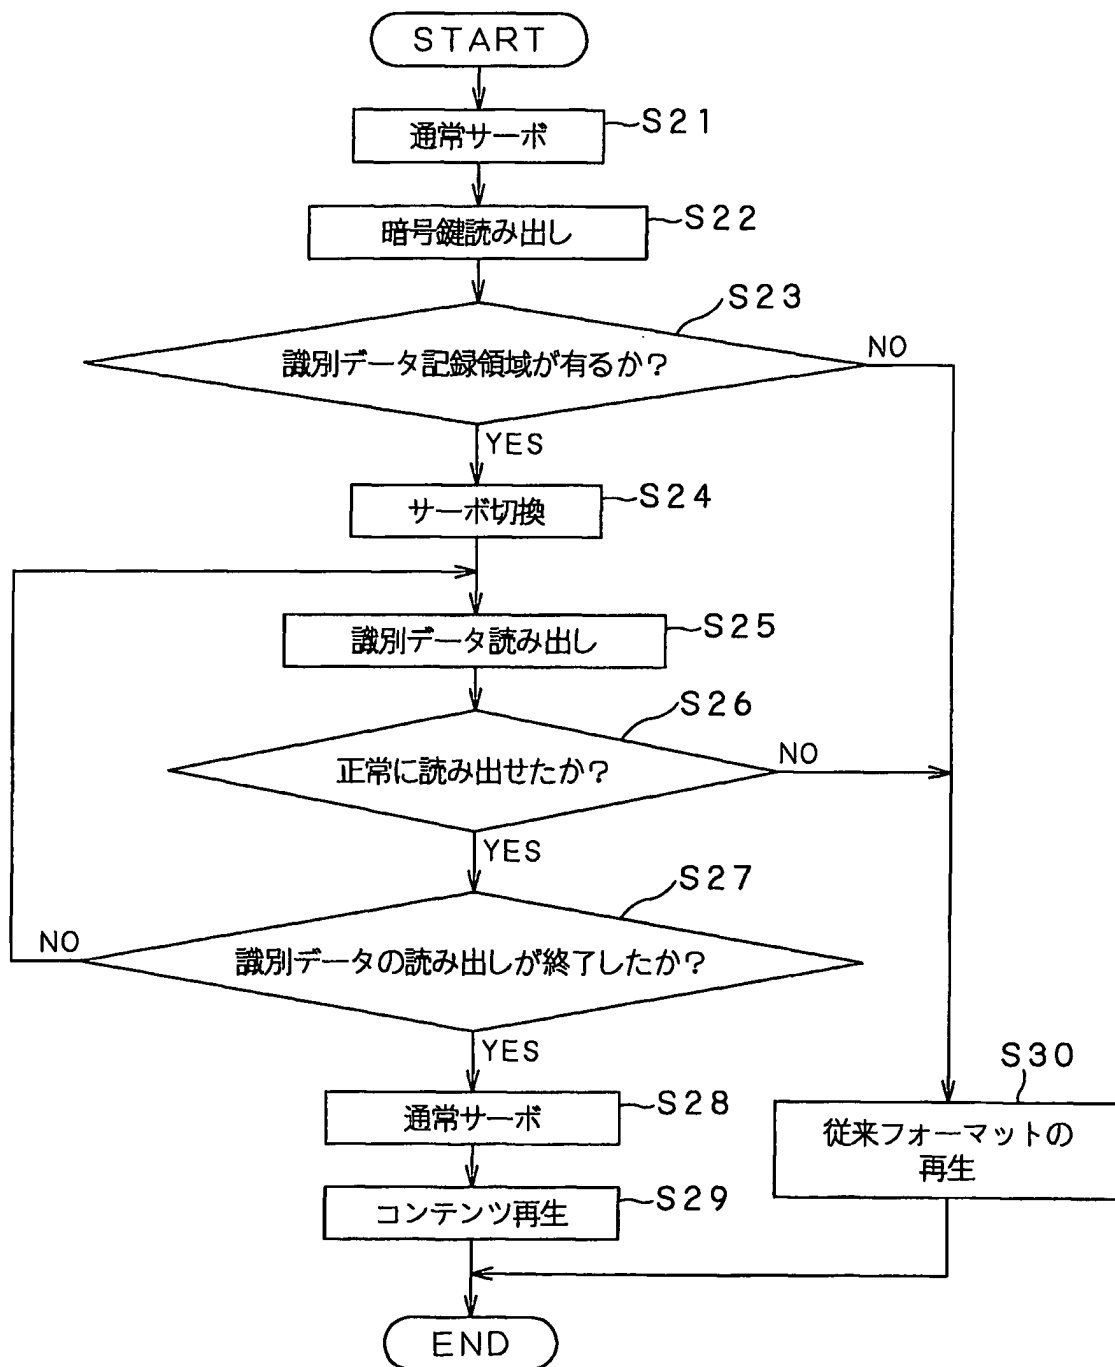 START
通常サーボ
S21
暗号鍵読み出し
S22
S23
識別データ記録領域が有るか?
NO
YES
サーボ切換
S24
識別データ読み出し
S25
S26
正常に読み出せたか?
NO
YES
S27
識別データの読み出しが終了したか?
NO
YES
通常サーボ
S28
S30
従来フォーマットの
再生
コンテンツ再生
S29
END